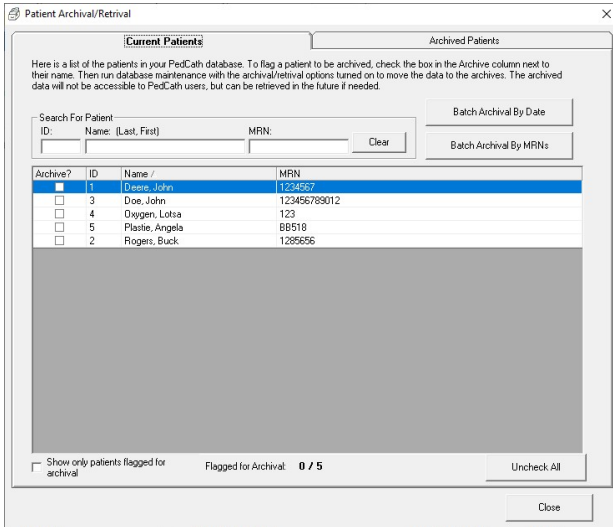 Patient Archival/Retrival
Current Patients
Archived Patients
Here is a list of the patients in your PedCath database. To flag a patient to be archived, check the box in the Archive column next to
their name. Then run database maintenance with the archival/retrival options turned on to move the data to the archives. The archived
data will not be accessible to PedCath users, but can be retrieved in the future if needed.
Batch Archival By Date
Search For Patient
ID: Name: (Last, First) MRN:
Clear
Batch Archival By MRNs
Archive? ID Name / MRN
1 Deere, John 1234567
3 Doe, John 123456789012
4 Oxygen, Lotsa 123
5 Plastie, Angela BB518
2 Rogers, Buck 1285656
Show only patients flagged for
archival
Flagged for Archival: 0 / 5
Uncheck All
Close